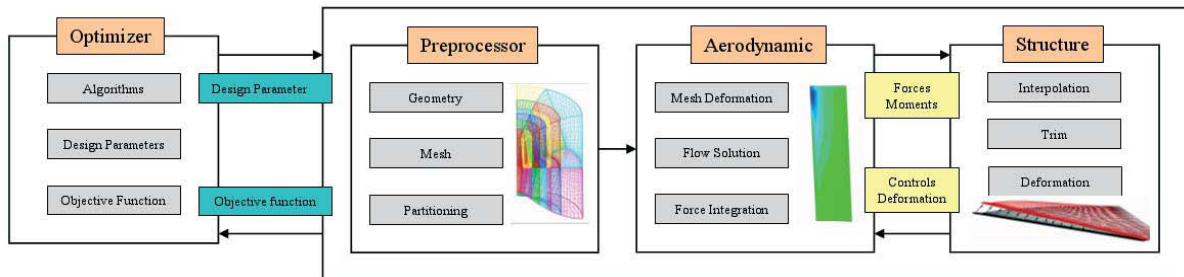 Optimizer
Algorithms
Design Parameters
Objective Function
Design Parameter
Objective function
Preprocessor
Geometry
Mesh
Partitioning
Aerodynamic
Mesh Deformation
Flow Solution
Force Integration
Forces
Moments
Controls
Deformation
Structure
Interpolation
Trim
Deformation